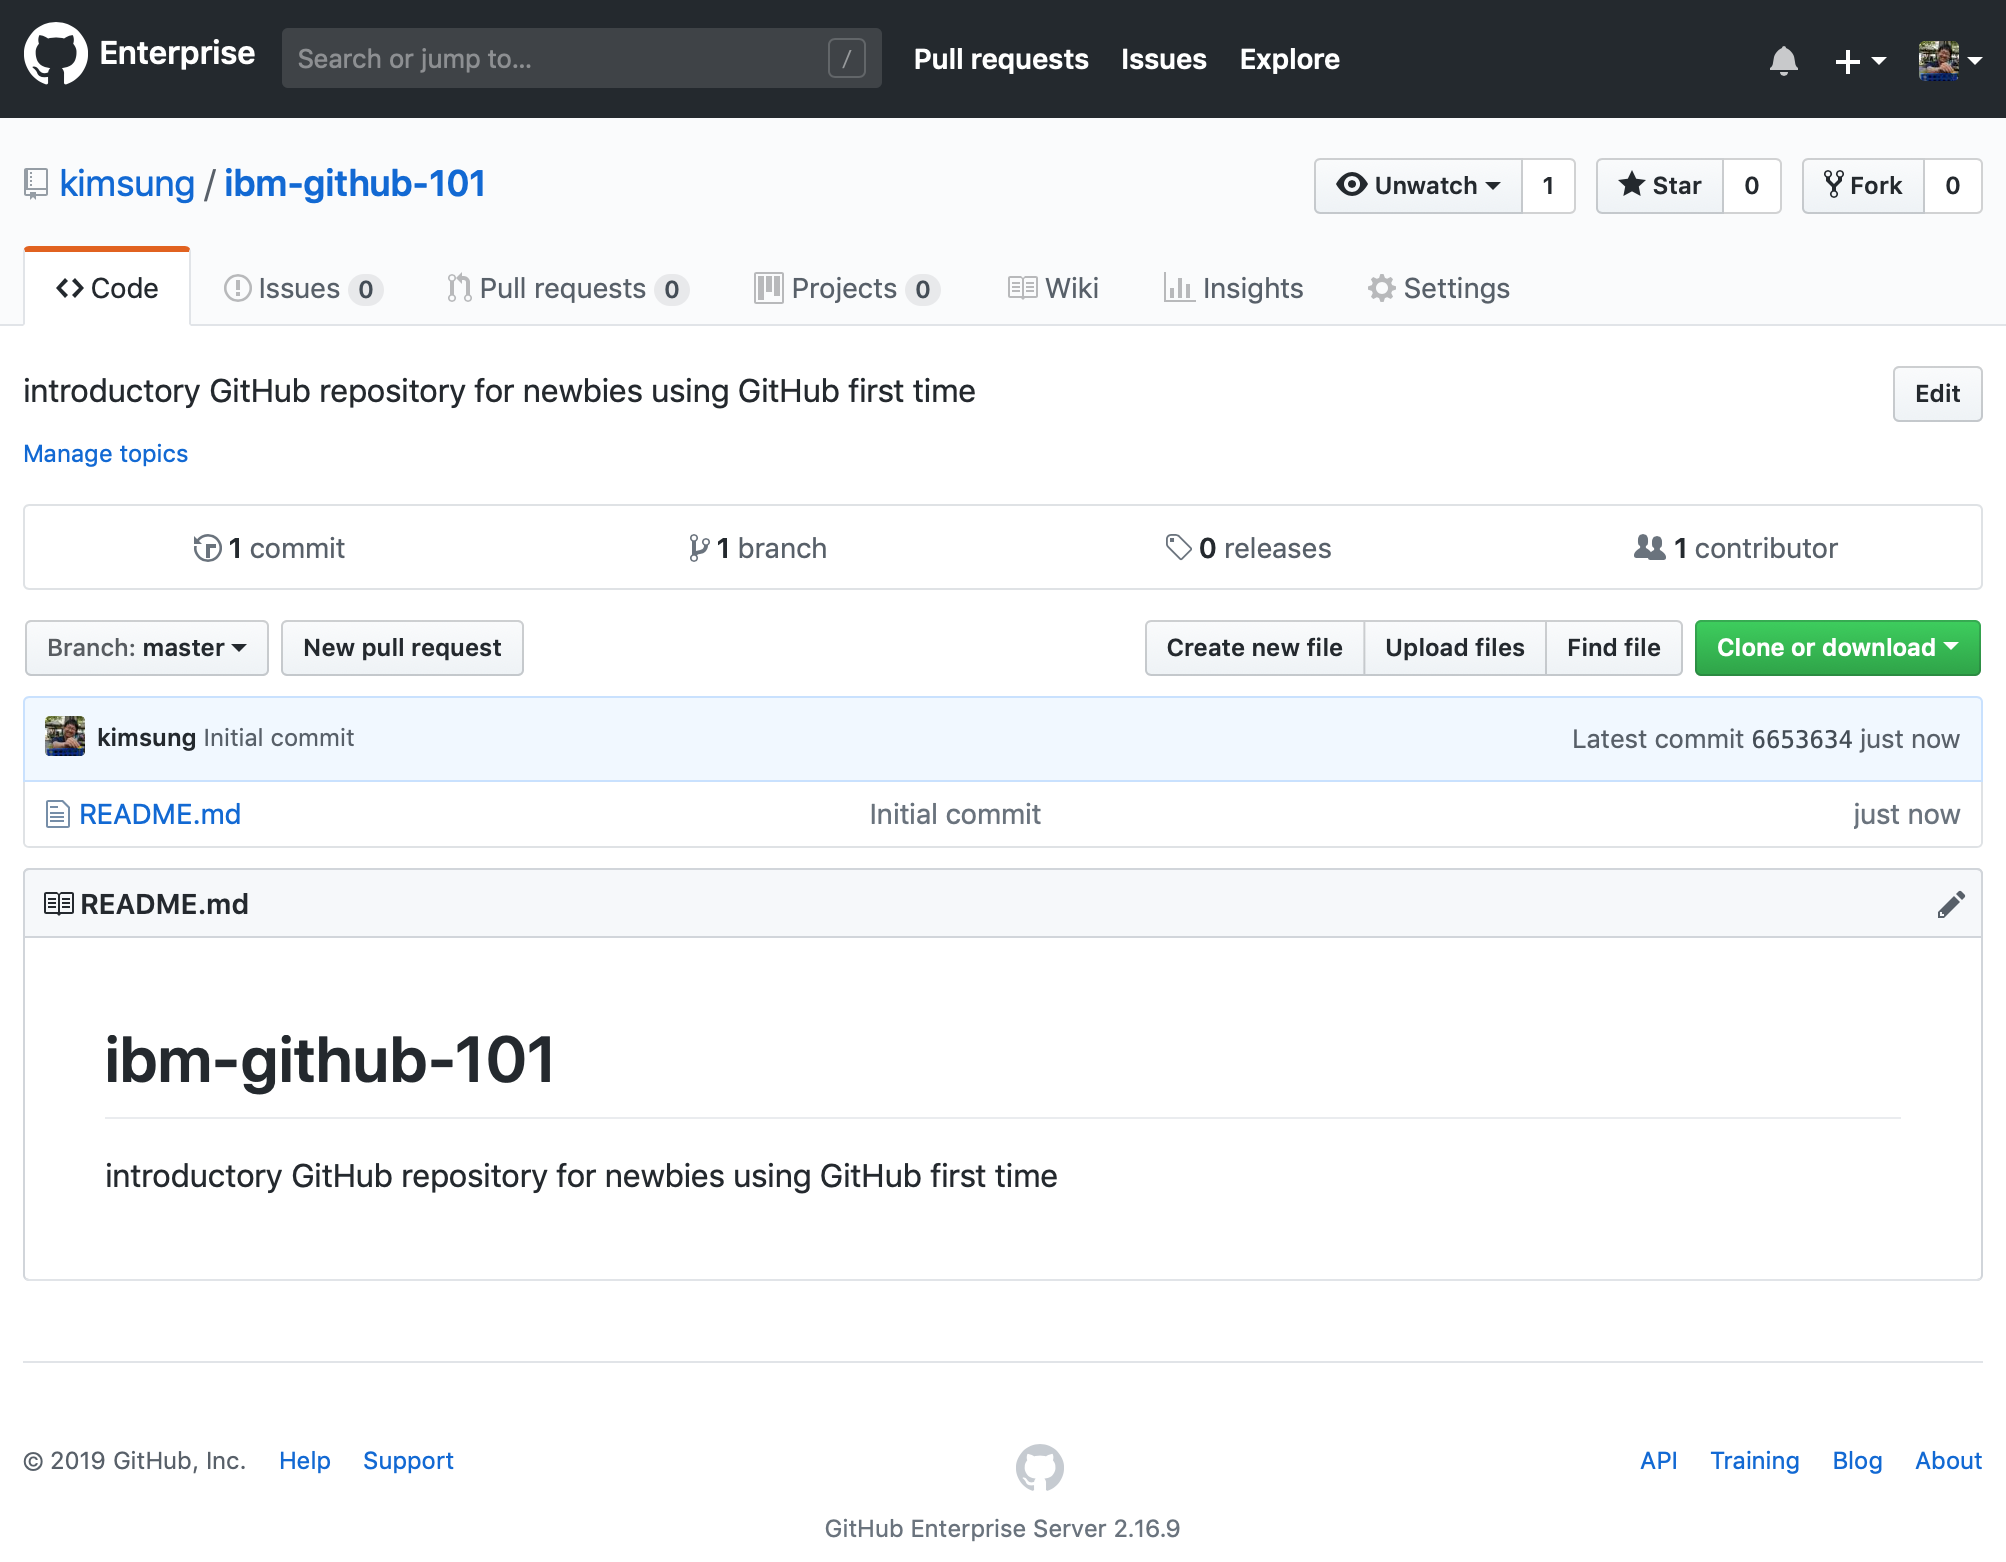 Enterprise Search or jump to... / Pull requests Issues Explore
kimsung / ibm-github-101 Unwatch 1 Star 0 Fork 0
Code Issues 0 Pull requests 0 Projects 0 Wiki Insights Settings
introductory GitHub repository for newbies using GitHub first time Edit
Manage topics
1 commit 1 branch 0 releases 1 contributor
Branch: master New pull request Create new file Upload files Find file Clone or download
kimsung Initial commit Latest commit 6653634 just now
README.md Initial commit just now
README.md
ibm-github-101
introductory GitHub repository for newbies using GitHub first time
© 2019 GitHub, Inc. Help Support API Training Blog About
GitHub Enterprise Server 2.16.9